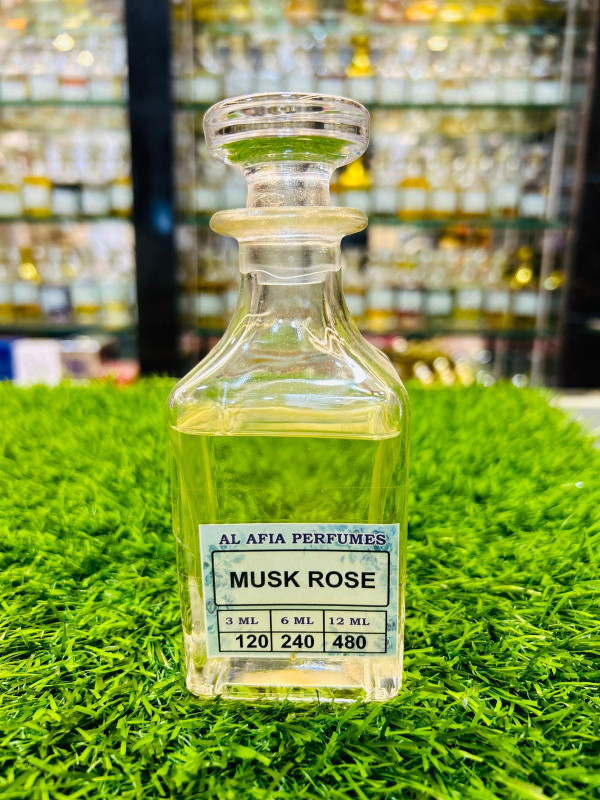 AL AFIA PERFUMES
MUSK ROSE
3 ML 6 ML 12 ML
120 240 480